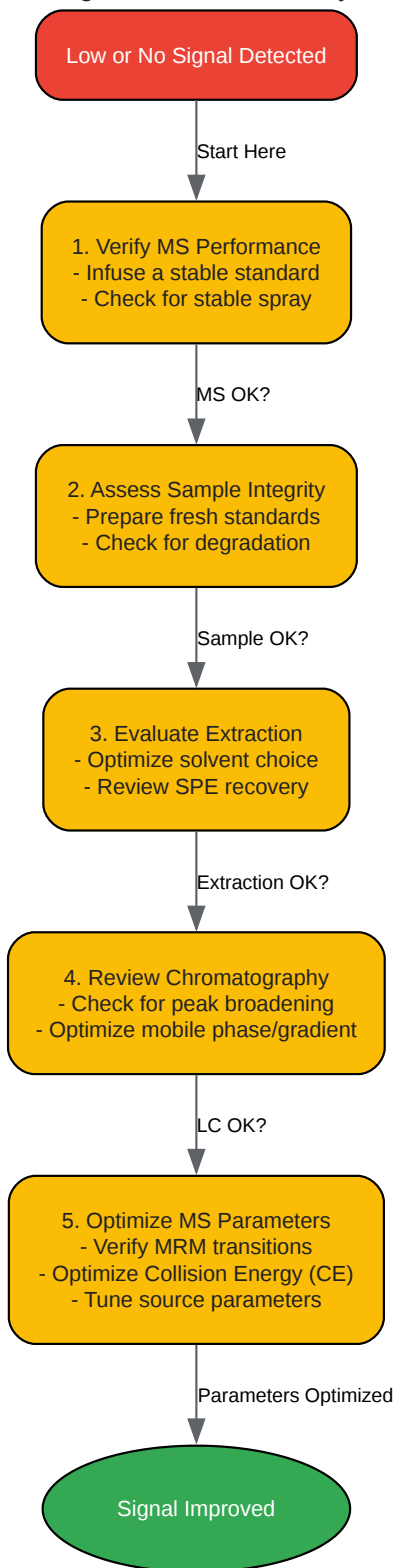 Low or No Signal Detected
Start Here
1. Verify MS Performance
- Infuse a stable standard
- Check for stable spray
MS OK?
2. Assess Sample Integrity
- Prepare fresh standards
- Check for degradation
Sample OK?
3. Evaluate Extraction
- Optimize solvent choice
- Review SPE recovery
Extraction OK?
4. Review Chromatography
- Check for peak broadening
- Optimize mobile phase/gradient
LC OK?
5. Optimize MS Parameters
- Verify MRM transitions
- Optimize Collision Energy (CE)
- Tune source parameters
Parameters Optimized
Signal Improved